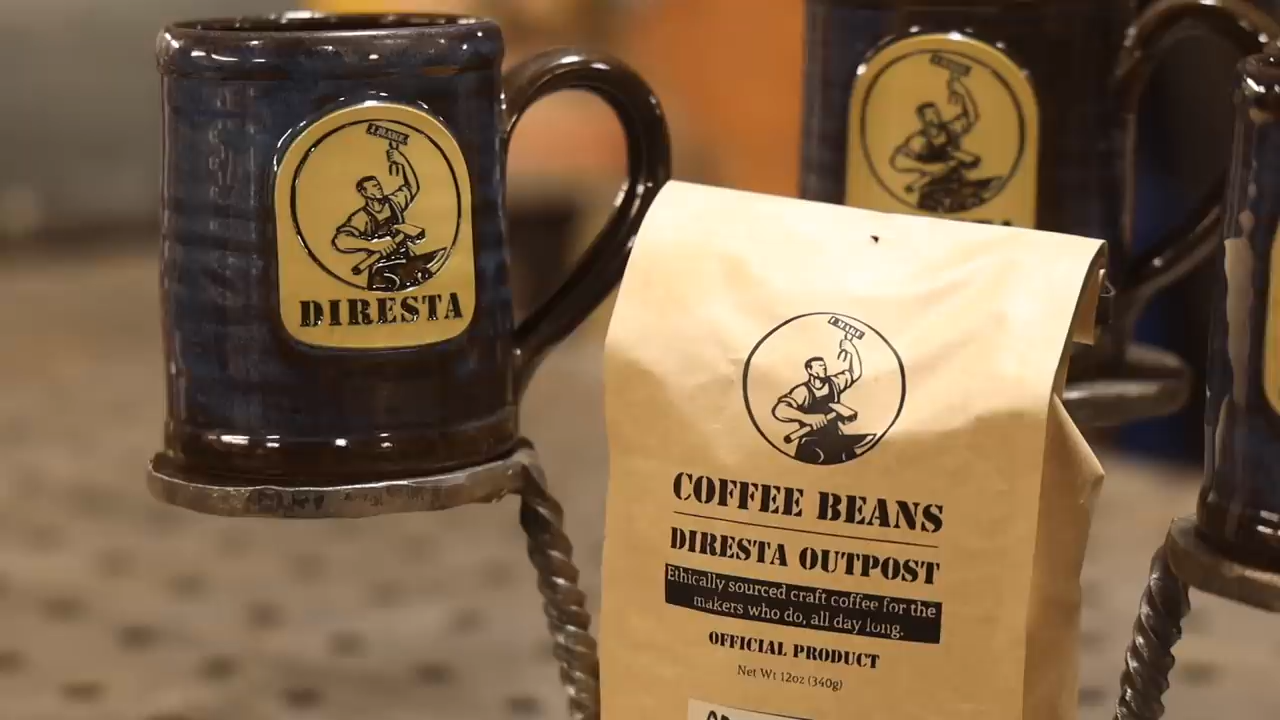 I MAKE
DIRESTA
I MAKE
COFFEE BEANS
DIRESTA OUTPOST
Ethically sourced craft coffee for the
makers who do, all day long.
OFFICIAL PRODUCT
Net Wt 12oz (340g)